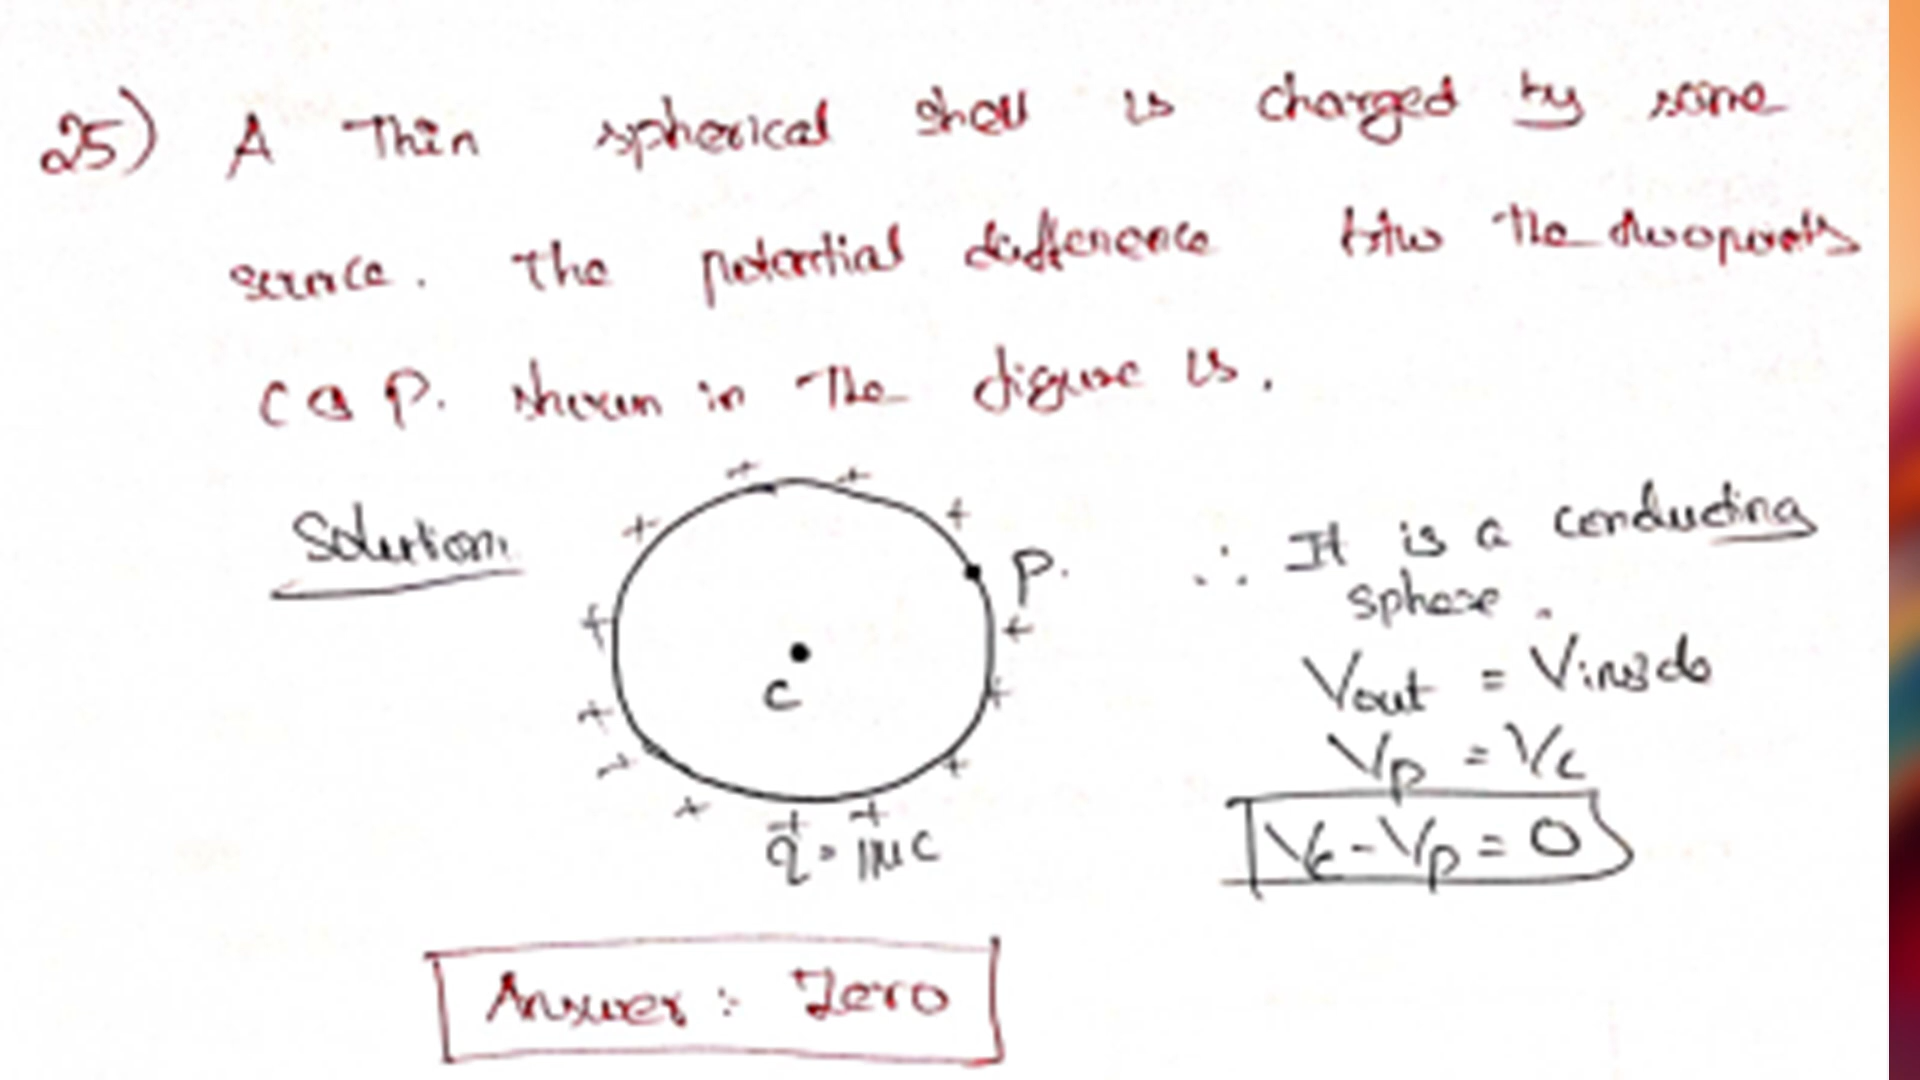 25) A Thin spherical shell is charged by some
source. The potential difference b/w the two points
C & P. shown in the figure is.
Solution
P.
C
q = 1μC
∴ It is a conducting
sphere.
Vout = Vinside
Vp = Vc
Vc - Vp = 0
Answer : Zero